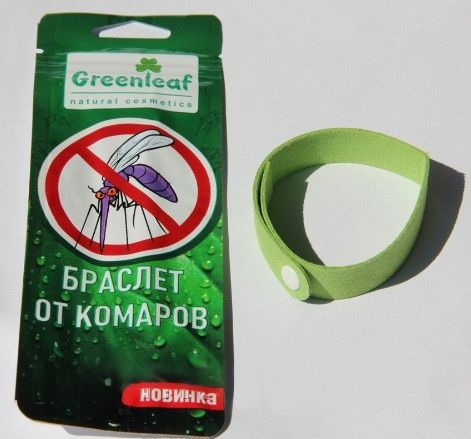 Greenleaf
natural cosmetics
БРАСЛЕТ
ОТ КОМАРОВ
новинка